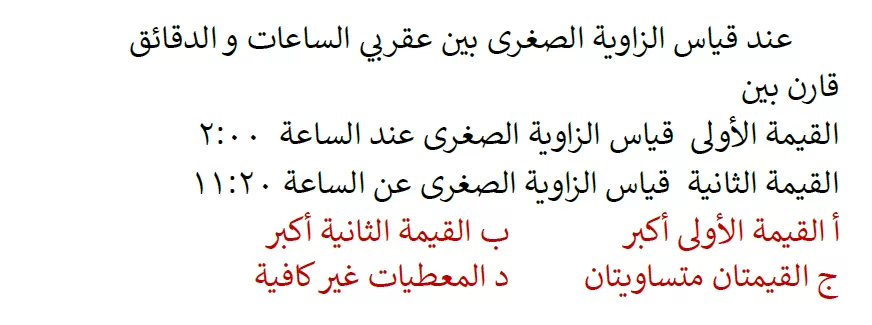 عند قياس الزاوية الصغرى بين عقربي الساعات و الدقائق
قارن بين
القيمة الأولى قياس الزاوية الصغرى عند الساعة ٢:٠٠
القيمة الثانية قياس الزاوية الصغرى عن الساعة ١١:٢٠
أ القيمة الأولى أكبر ب القيمة الثانية أكبر
ج القيمتان متساويتان د المعطيات غير كافية